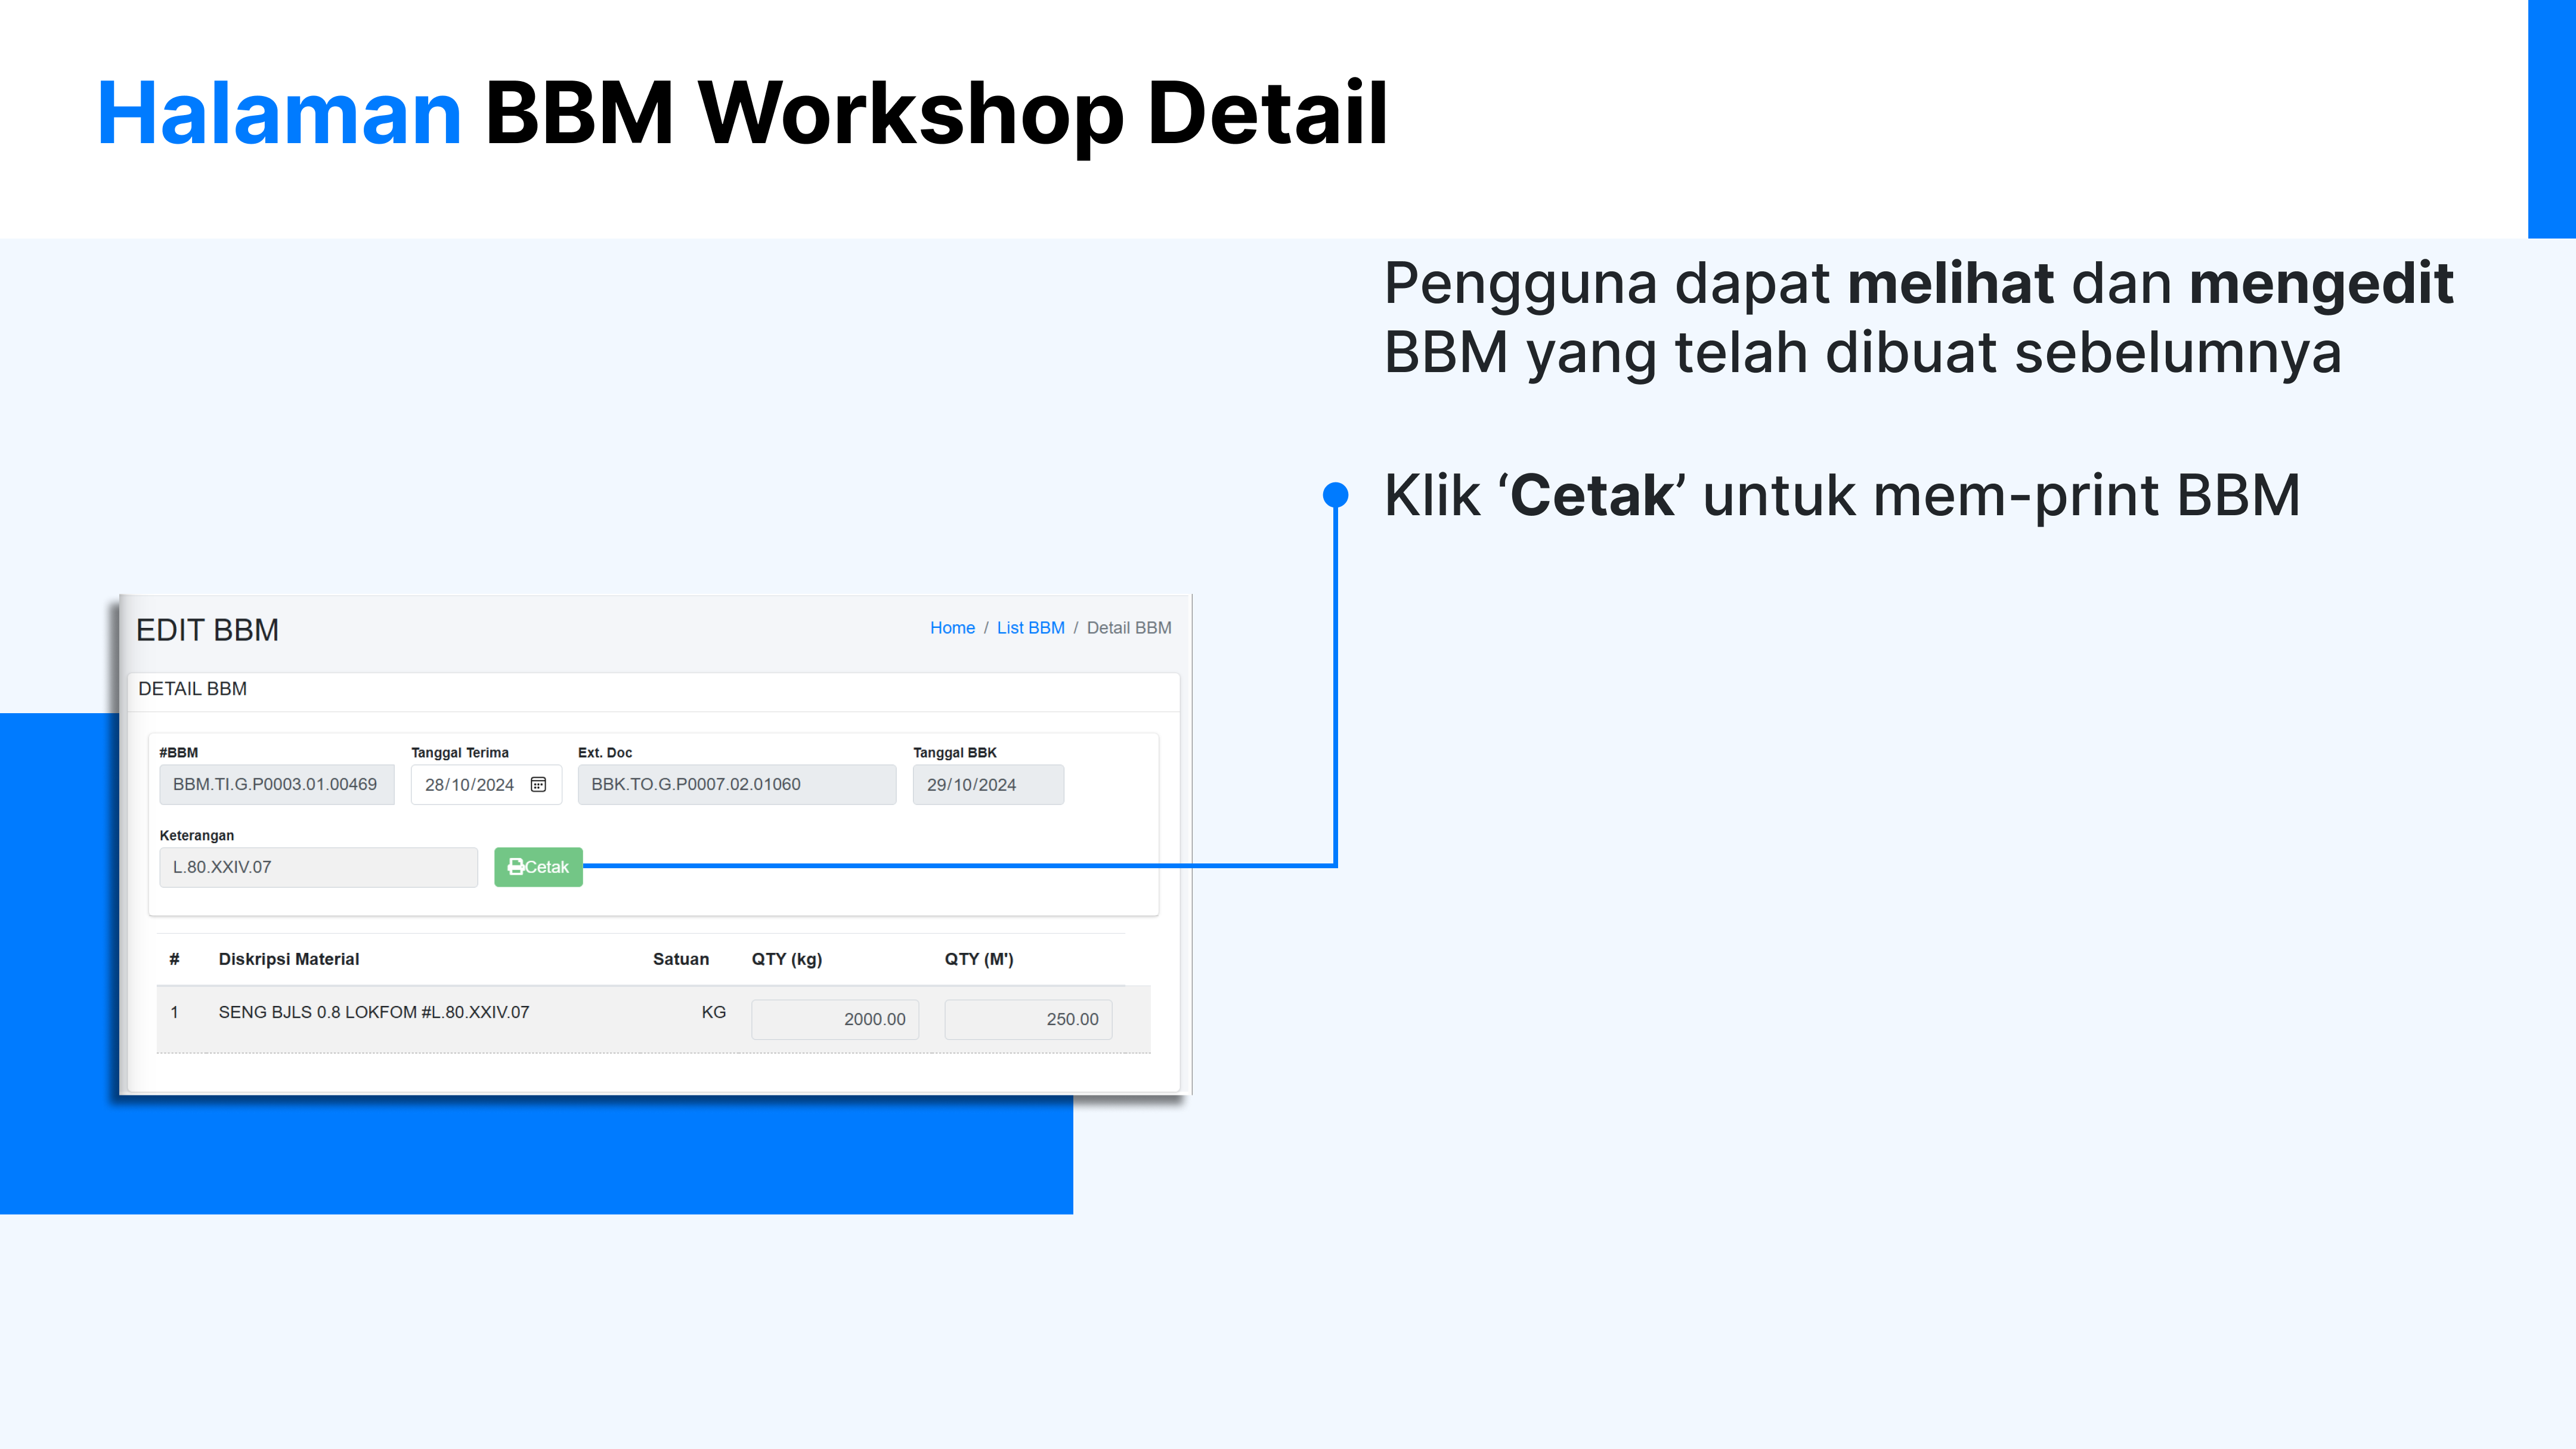 Halaman BBM Workshop Detail
Pengguna dapat melihat dan mengedit
BBM yang telah dibuat sebelumnya
Klik ‘Cetak’ untuk mem-print BBM
EDIT BBM
Home / List BBM / Detail BBM
DETAIL BBM
#BBM Tanggal Terima Ext. Doc Tanggal BBK
BBM.TI.G.P0003.01.00469 28/10/2024 BBK.TO.G.P0007.02.01060 29/10/2024
Keterangan
L.80.XXIV.07 Cetak
# Diskripsi Material Satuan QTY (kg) QTY (M')
1 SENG BJLS 0.8 LOKFOM #L.80.XXIV.07 KG 2000.00 250.00